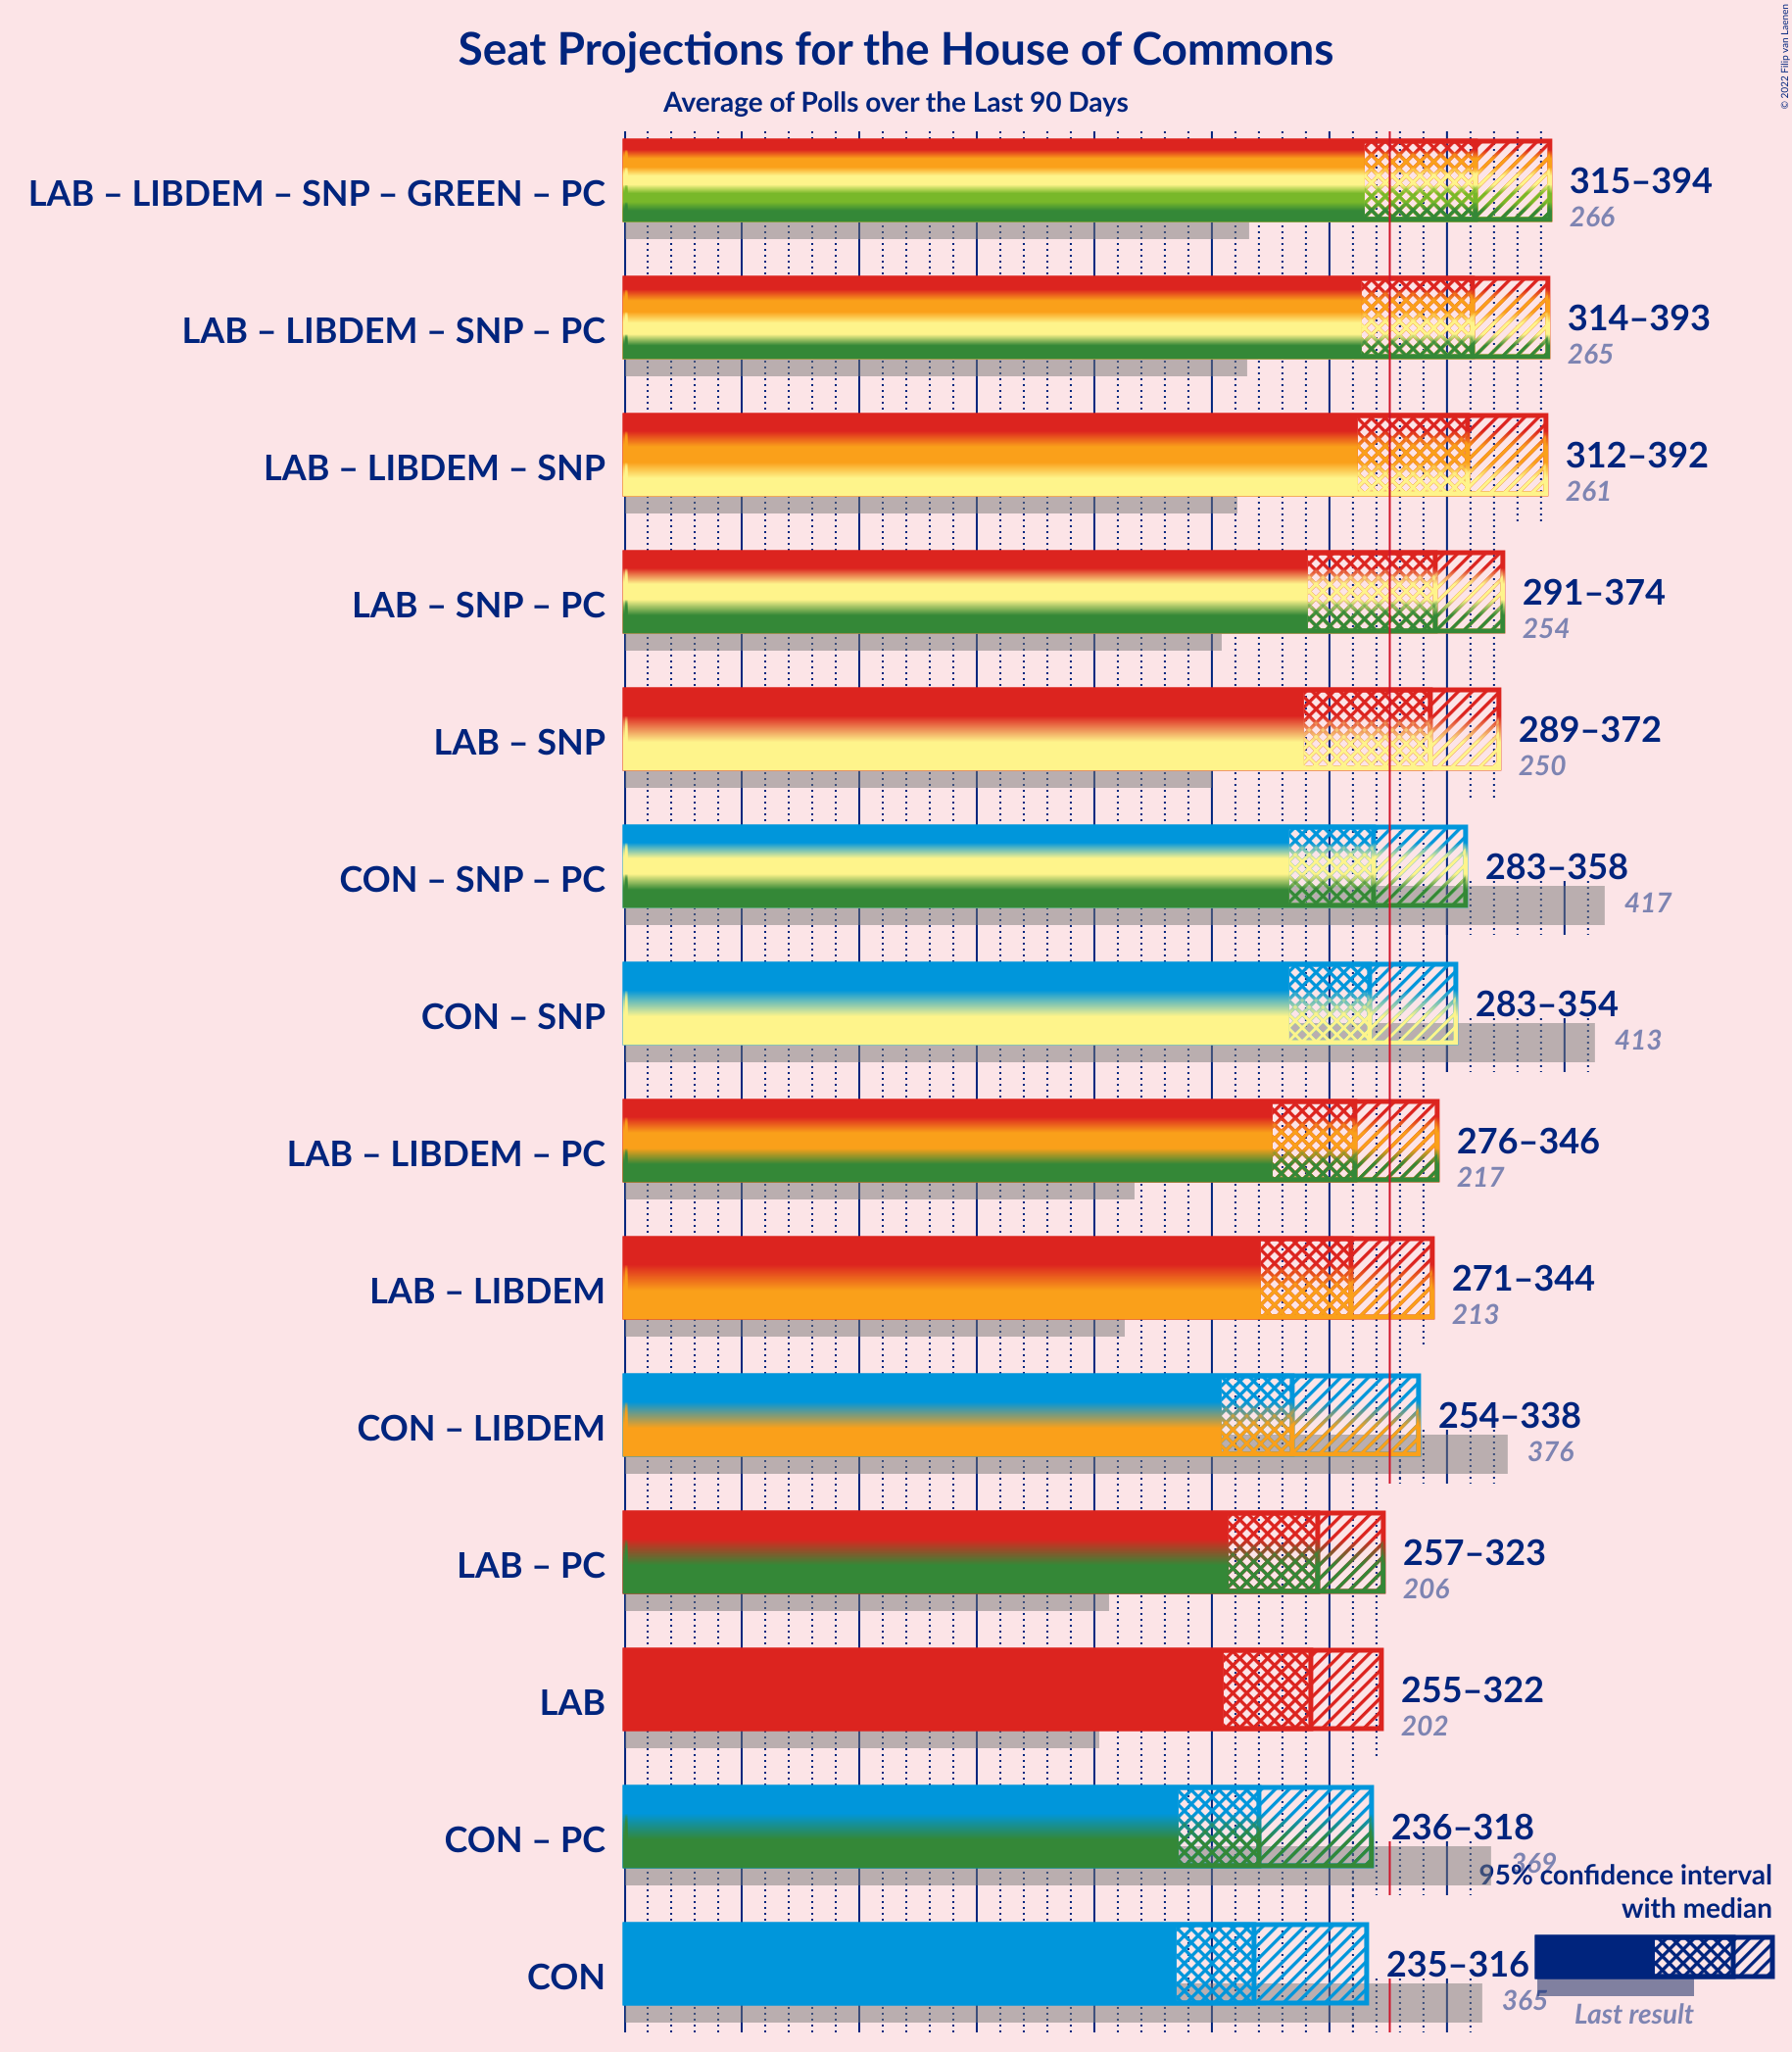 Seat Projections for the House of Commons
Average of Polls over the Last 90 Days
© 2022 Filip van Laenen
LAB – LIBDEM – SNP – GREEN – PC
315–394
266
LAB – LIBDEM – SNP – PC
314–393
265
LAB – LIBDEM – SNP
312–392
261
LAB – SNP – PC
291–374
254
LAB – SNP
289–372
250
CON – SNP – PC
283–358
417
CON – SNP
283–354
413
LAB – LIBDEM – PC
276–346
217
LAB – LIBDEM
271–344
213
CON – LIBDEM
254–338
376
LAB – PC
257–323
206
LAB
255–322
202
CON – PC
236–318
369
CON
235–316
365
95% confidence interval
with median
Last result